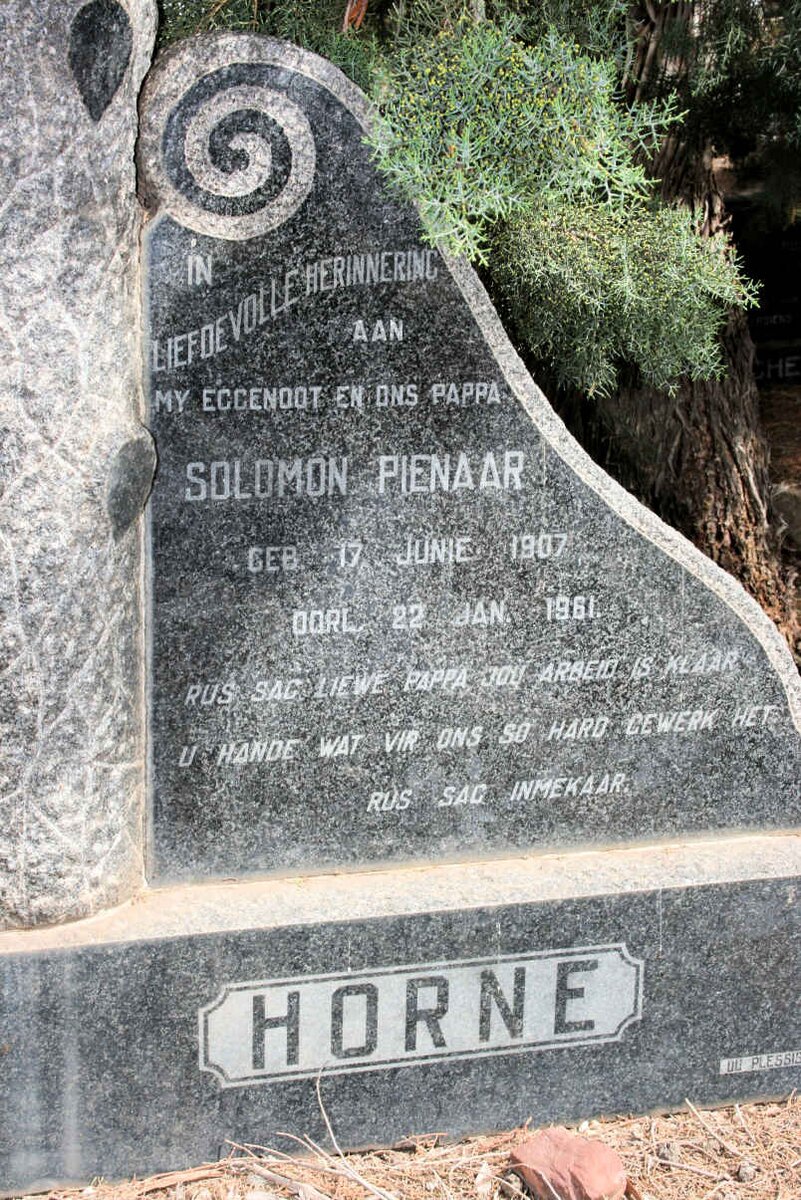 IN
LIEFDEVOLLE HERINNERING
AAN
MY EGGENOOT EN ONS PAPPA
SOLOMON PIENAAR
GEB 17 JUNIE 1907
OORL. 22 JAN. 1961.
RUS SAG LIEWE PAPPA JOU ARBEID IS KLAAR
U HANDE WAT VIR ONS SO HARD GEWERK HET
RUS SAG INMEKAAR.
HORNE
DU PLESSIS